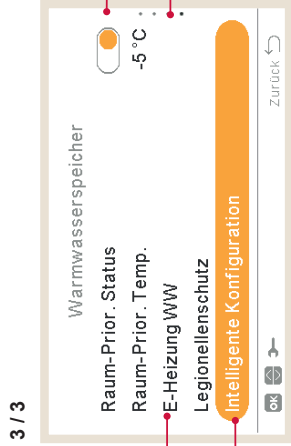 3 / 3
Warmwasserspeicher
Raum-Prior. Status
Raum-Prior. Temp. -5 °C
E-Heizung WW
Legionellenschutz
Intelligente Konfiguration
OK Zurück